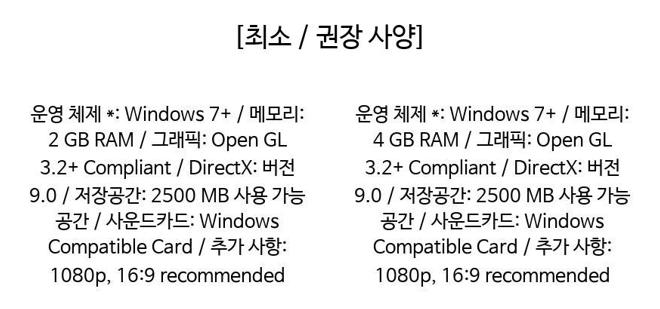 [최소 / 권장 사양]
운영 체제 *: Windows 7+ / 메모리:
2 GB RAM / 그래픽: Open GL
3.2+ Compliant / DirectX: 버전
9.0 / 저장공간: 2500 MB 사용 가능
공간 / 사운드카드: Windows
Compatible Card / 추가 사항:
1080p, 16:9 recommended
운영 체제 *: Windows 7+ / 메모리:
4 GB RAM / 그래픽: Open GL
3.2+ Compliant / DirectX: 버전
9.0 / 저장공간: 2500 MB 사용 가능
공간 / 사운드카드: Windows
Compatible Card / 추가 사항:
1080p, 16:9 recommended